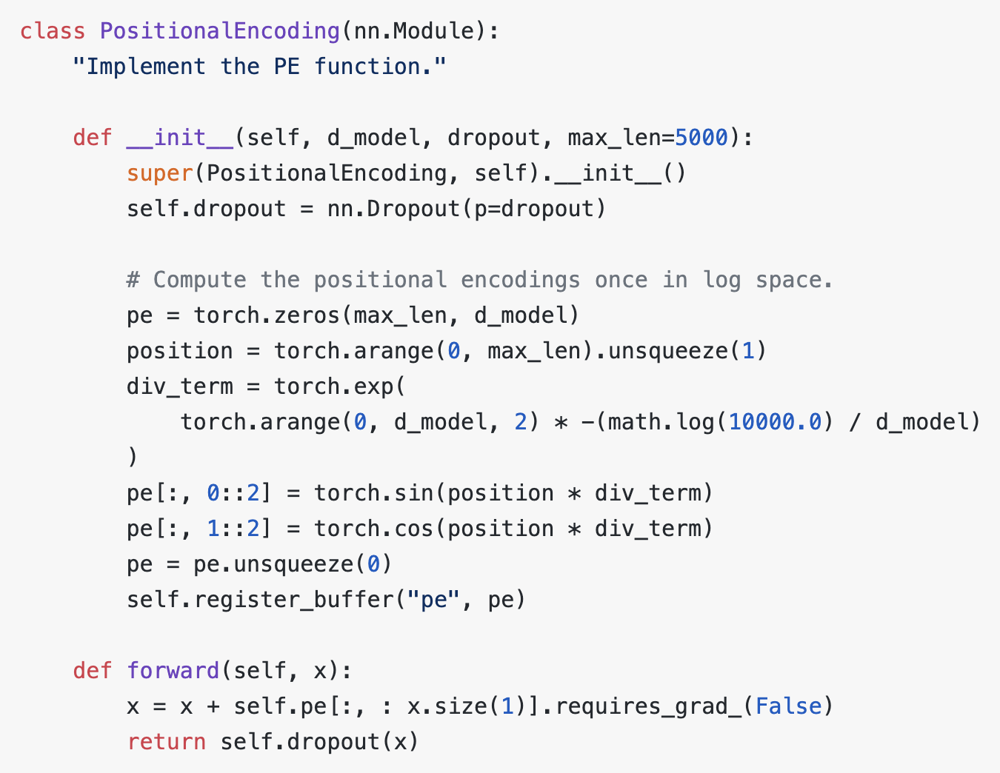 class PositionalEncoding(nn.Module):
    "Implement the PE function."

    def __init__(self, d_model, dropout, max_len=5000):
        super(PositionalEncoding, self).__init__()
        self.dropout = nn.Dropout(p=dropout)

        # Compute the positional encodings once in log space.
        pe = torch.zeros(max_len, d_model)
        position = torch.arange(0, max_len).unsqueeze(1)
        div_term = torch.exp(
            torch.arange(0, d_model, 2) * -(math.log(10000.0) / d_model)
        )
        pe[:, 0::2] = torch.sin(position * div_term)
        pe[:, 1::2] = torch.cos(position * div_term)
        pe = pe.unsqueeze(0)
        self.register_buffer("pe", pe)

    def forward(self, x):
        x = x + self.pe[:, : x.size(1)].requires_grad_(False)
        return self.dropout(x)